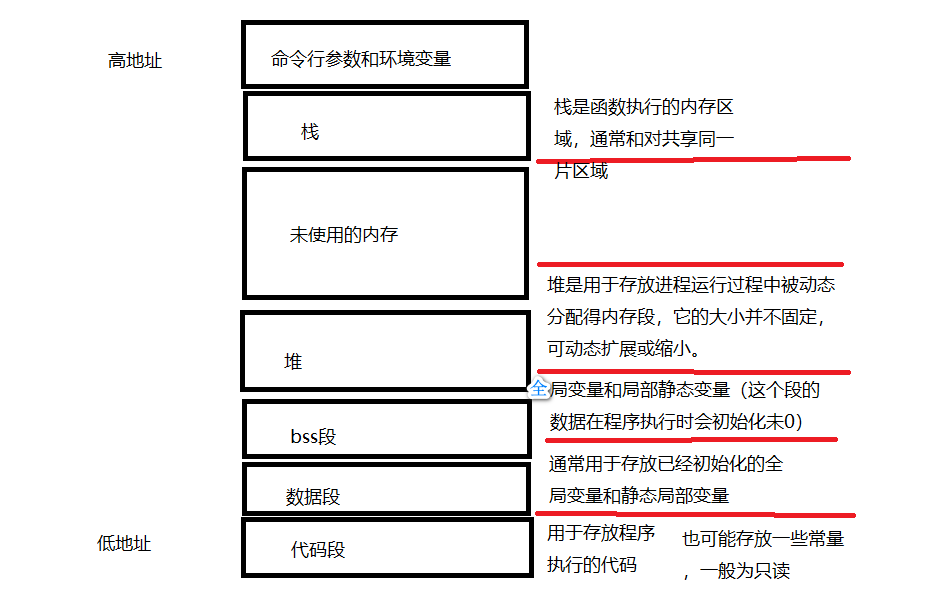 高地址
命令行参数和环境变量
栈
栈是函数执行的内存区
域，通常和对共享同一
片区域
未使用的内存
堆是用于存放进程运行过程中被动态
分配得内存段，它的大小并不固定，
可动态扩展或缩小。
堆
全局变量和局部静态变量（这个段的
数据在程序执行时会初始化未0）
bss段
通常用于存放已经初始化的全
局变量和静态局部变量
数据段
低地址
代码段
用于存放程序
执行的代码
也可能存放一些常量
，一般为只读